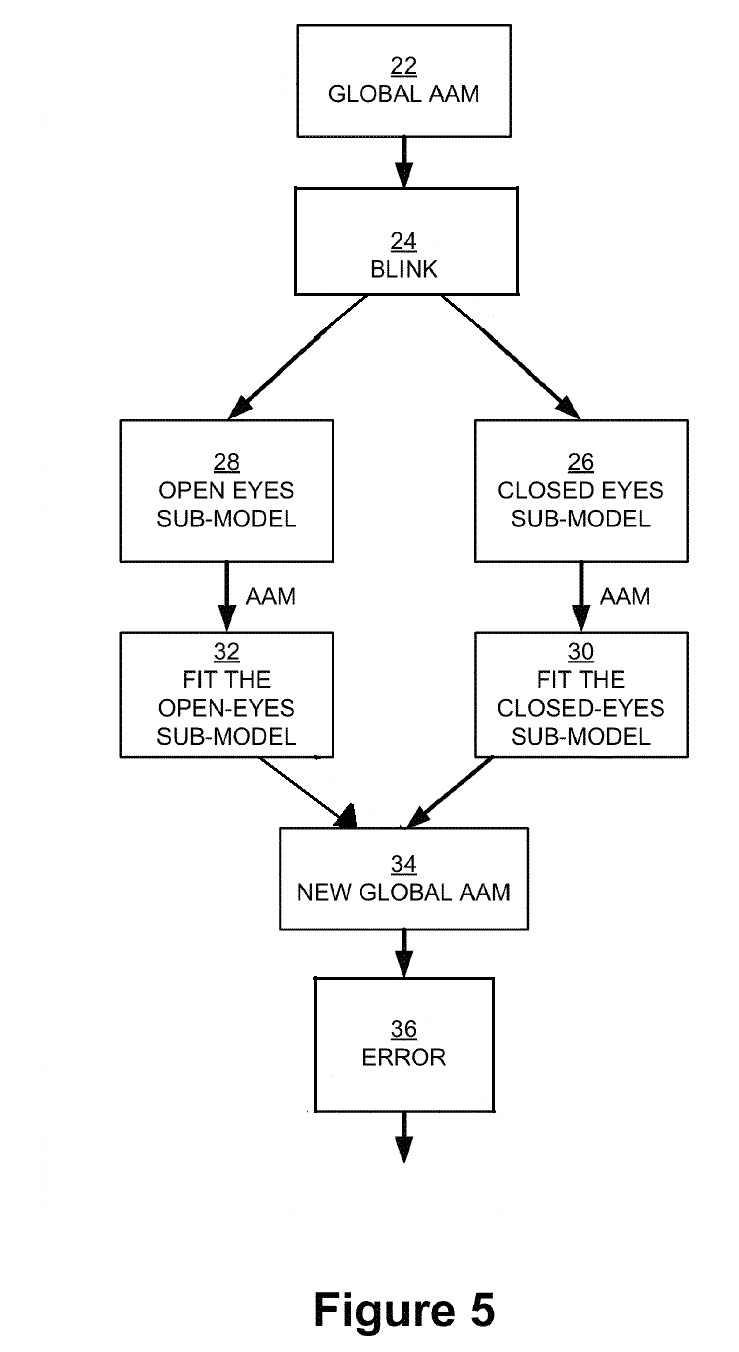 22
GLOBAL AAM
24
BLINK
28
OPEN EYES
SUB-MODEL
26
CLOSED EYES
SUB-MODEL
AAM
AAM
32
FIT THE
OPEN-EYES
SUB-MODEL
30
FIT THE
CLOSED-EYES
SUB-MODEL
34
NEW GLOBAL AAM
36
ERROR
Figure 5